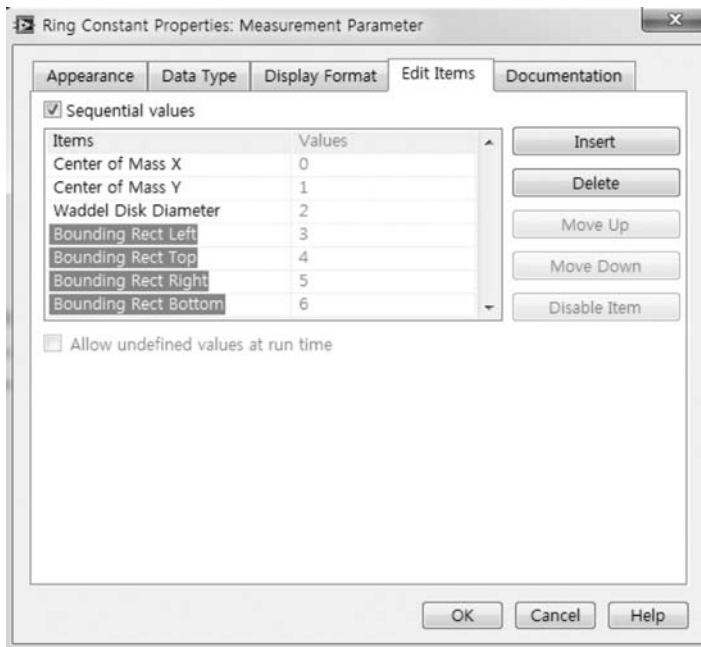 Ring Constant Properties: Measurement Parameter
Appearance Data Type Display Format Edit Items Documentation
Sequential values
Items Values
Center of Mass X 0
Center of Mass Y 1
Waddel Disk Diameter 2
Bounding Rect Left 3
Bounding Rect Top 4
Bounding Rect Right 5
Bounding Rect Bottom 6
Insert
Delete
Move Up
Move Down
Disable Item
Allow undefined values at run time
OK Cancel Help